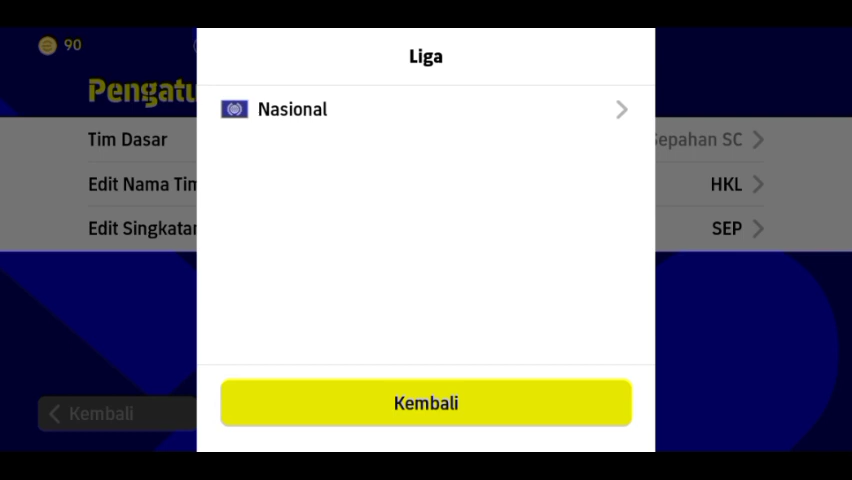 90
Liga
Pengatu
Nasional
Tim Dasar
Sepahan SC
Edit Nama Tim
HKL
Edit Singkatan
SEP
Kembali
Kembali